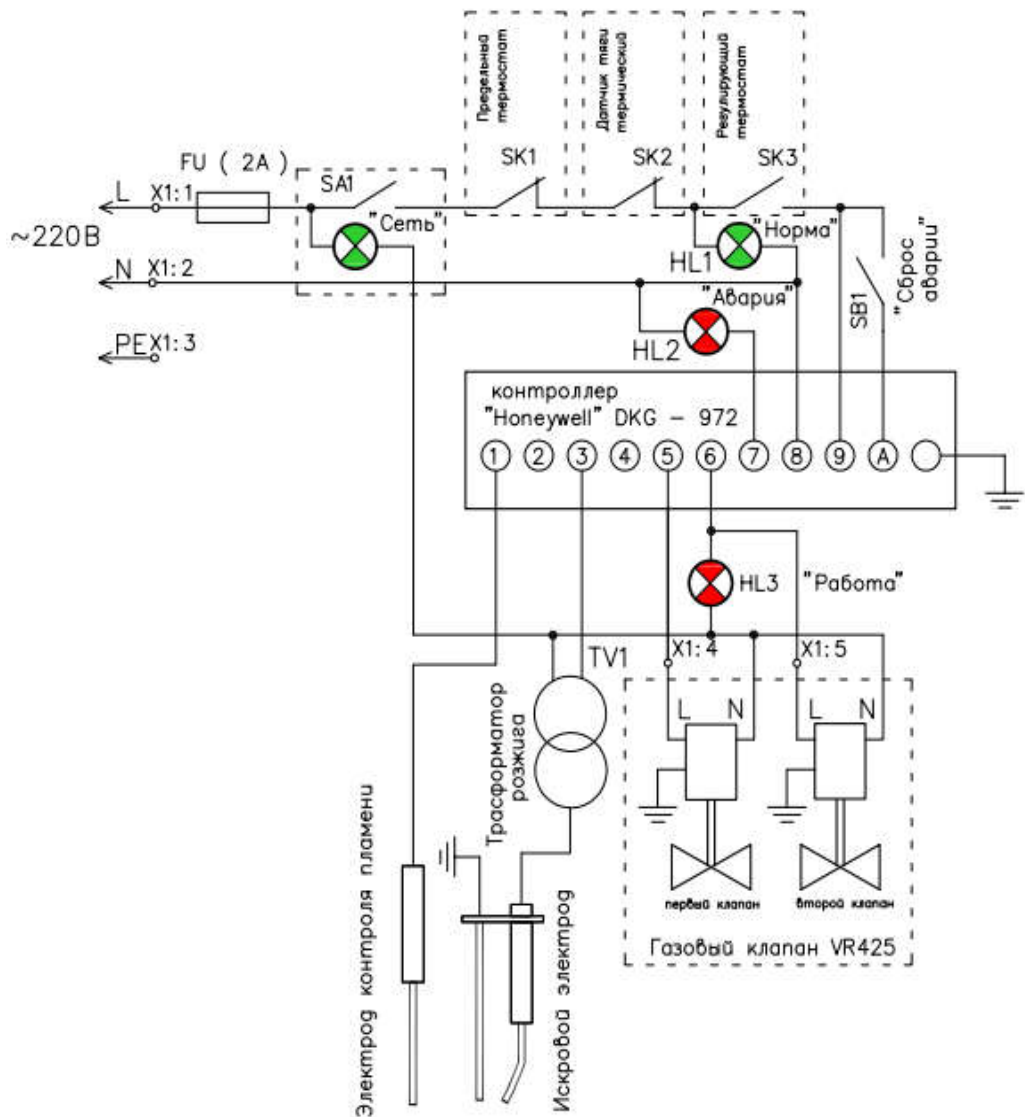 Предельный
термостат
Датчик тяги
термический
Регулирующий
термостат
SK1
SK2
SK3
FU ( 2A )
SA1
L
X1:1
"Сеть"
"Норма"
~220В
HL1
N
X1:2
"Авария"
SB1
"Сброс
аварии"
HL2
PE
X1:3
контроллер
"Honeywell" DKG – 972
1
2
3
4
5
6
7
8
9
A
HL3
"Работа"
TV1
X1:4
X1:5
L
N
L
N
Трасформатор
розжига
первый клапан
второй клапан
Газовый клапан VR425
Электрод контроля пламени
Искровой электрод